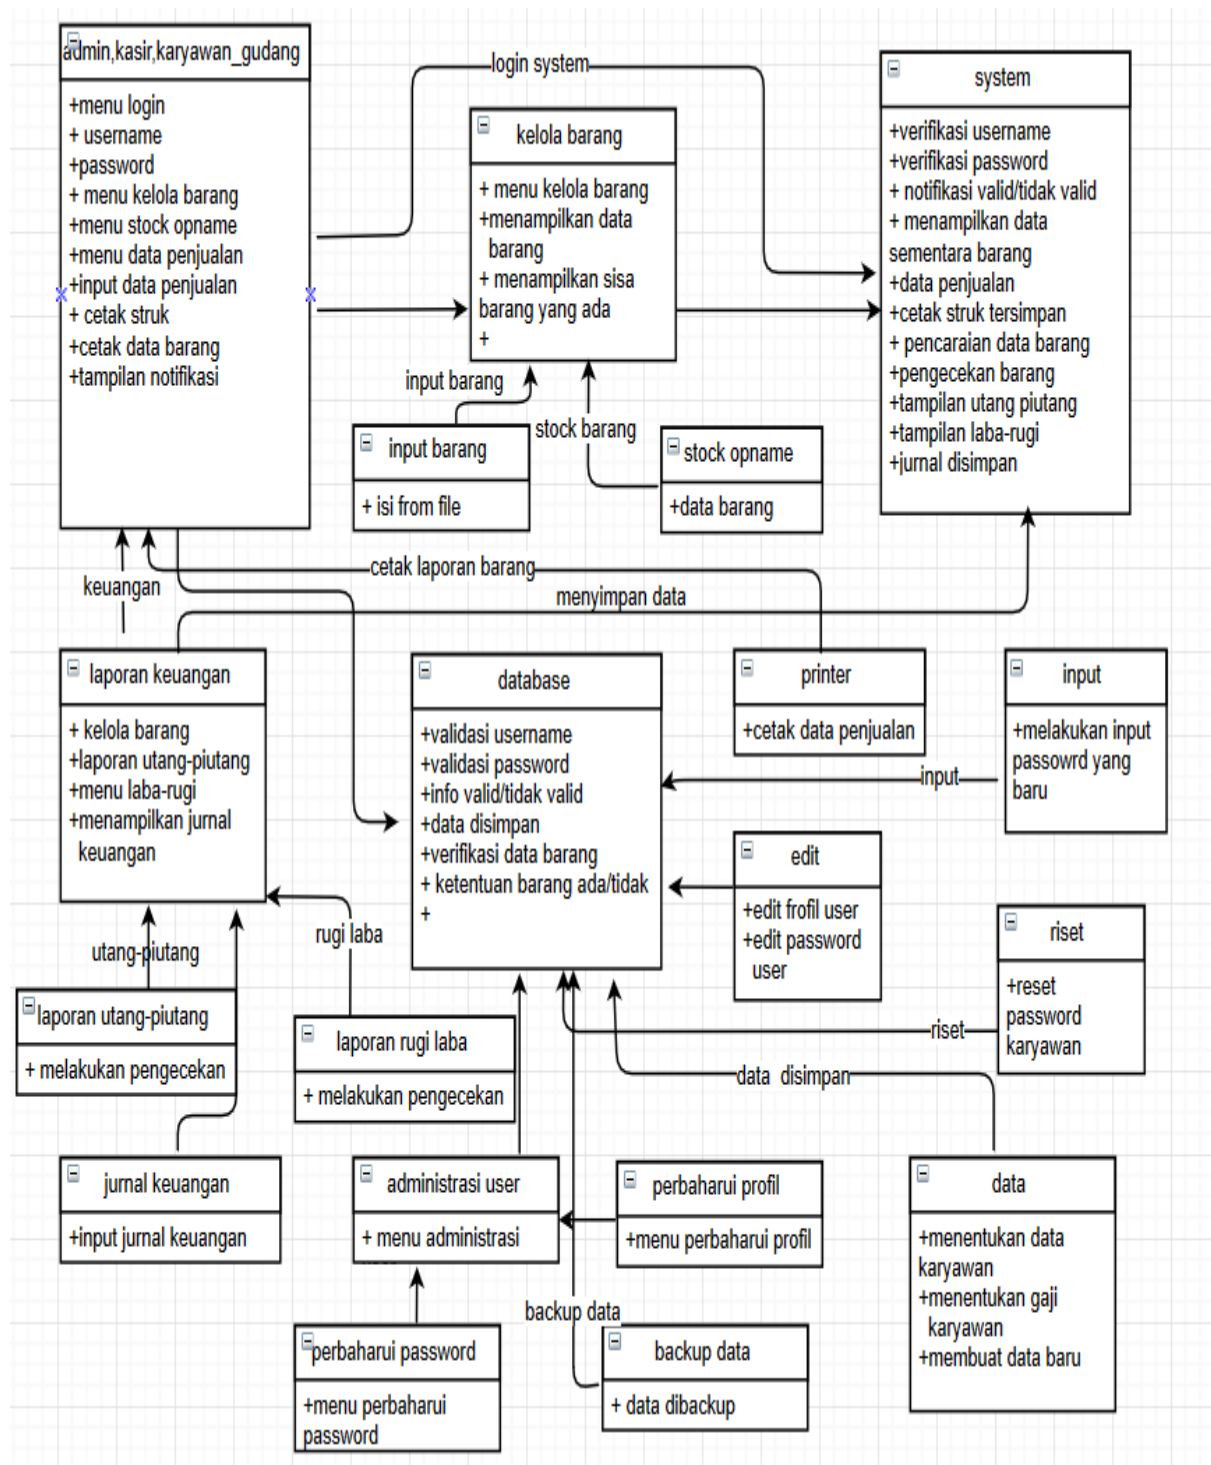 admin,kasir,karyawan_gudang
+menu login
+ username
+password
+ menu kelola barang
+menu stock opname
+menu data penjualan
+input data penjualan
+ cetak struk
+cetak data barang
+tampilan notifikasi
login system
kelola barang
+ menu kelola barang
+menampilkan data
barang
+ menampilkan sisa
barang yang ada
+
system
+verifikasi username
+verifikasi password
+ notifikasi valid/tidak valid
+ menampilkan data
sementara barang
+data penjualan
+cetak struk tersimpan
+ pencaraian data barang
+pengecekan barang
+tampilan utang piutang
+tampilan laba-rugi
+jurnal disimpan
input barang
stock barang
input barang
+ isi from file
stock opname
+data barang
keuangan
cetak laporan barang
menyimpan data
laporan keuangan
+ kelola barang
+laporan utang-piutang
+menu laba-rugi
+menampilkan jurnal
keuangan
database
+validasi username
+validasi password
+info valid/tidak valid
+data disimpan
+verifikasi data barang
+ ketentuan barang ada/tidak
+
printer
+cetak data penjualan
input
+melakukan input
passowrd yang
baru
input
edit
+edit frofil user
+edit password
user
riset
+reset
password
karyawan
utang-piutang
rugi laba
riset
data disimpan
laporan utang-piutang
+ melakukan pengecekan
laporan rugi laba
+ melakukan pengecekan
jurnal keuangan
+input jurnal keuangan
administrasi user
+ menu administrasi
perbaharui profil
+menu perbaharui profil
data
+menentukan data
karyawan
+menentukan gaji
karyawan
+membuat data baru
backup data
perbaharui password
+menu perbaharui
password
backup data
+ data dibackup